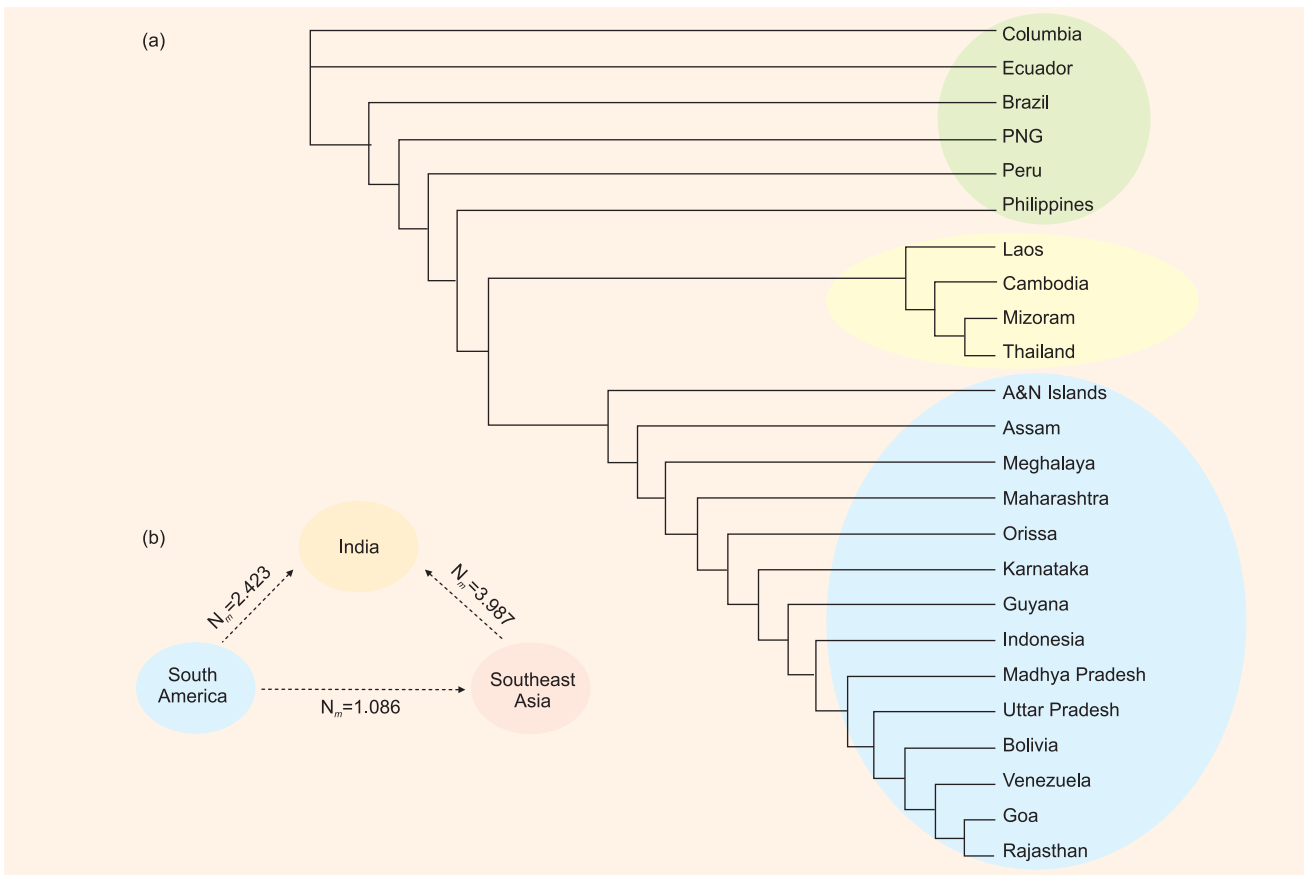 (a)
Columbia
Ecuador
Brazil
PNG
Peru
Philippines
Laos
Cambodia
Mizoram
Thailand
A&N Islands
Assam
Meghalaya
Maharashtra
Orissa
Karnataka
Guyana
Indonesia
Madhya Pradesh
Uttar Pradesh
Bolivia
Venezuela
Goa
Rajasthan
(b)
India
Nm=2.423
Nm=3.987
South
America
Southeast
Asia
Nm=1.086